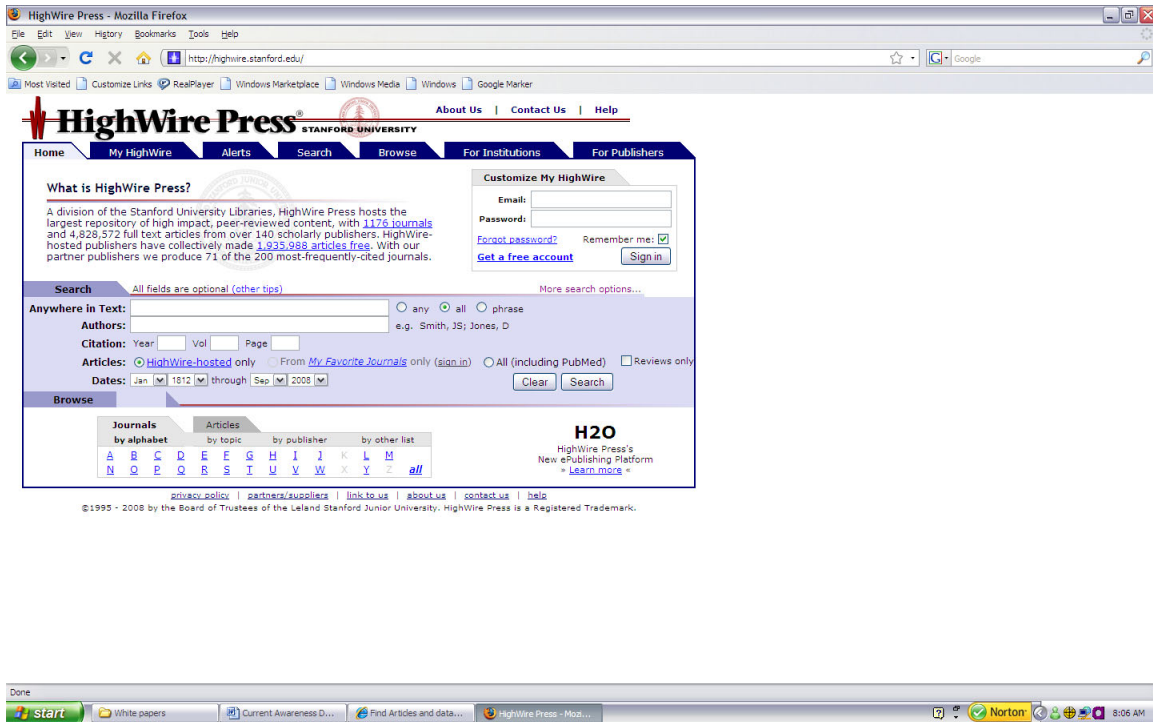 HighWire Press - Mozilla Firefox
File Edit View History Bookmarks Tools Help
http://highwire.stanford.edu/
Google
Most Visited Customize Links RealPlayer Windows Marketplace Windows Media Windows Google Marker
About Us | Contact Us | Help
HighWire Press® STANFORD UNIVERSITY
Home My HighWire Alerts Search Browse For Institutions For Publishers
What is HighWire Press?
A division of the Stanford University Libraries, HighWire Press hosts the
largest repository of high impact, peer-reviewed content, with 1176 journals
and 4,828,572 full text articles from over 140 scholarly publishers. HighWire-
hosted publishers have collectively made 1,935,988 articles free. With our
partner publishers we produce 71 of the 200 most-frequently-cited journals.
Customize My HighWire
Email:
Password:
Forgot password? Remember me:
Get a free account Sign in
Search All fields are optional (other tips) More search options...
Anywhere in Text: any all phrase
Authors: e.g. Smith, JS; Jones, D
Citation: Year Vol Page
Articles: HighWire-hosted only From My Favorite Journals only (sign in) All (including PubMed) Reviews only
Dates: Jan 1812 through Sep 2008 Clear Search
Browse
Journals Articles
by alphabet by topic by publisher by other list
A B C D E F G H I J K L M
N O P Q R S T U V W X Y Z all
H2O
HighWire Press's
New ePublishing Platform
» Learn more «
privacy policy | partners/suppliers | link to us | about us | contact us | help
©1995 - 2008 by the Board of Trustees of the Leland Stanford Junior University. HighWire Press is a Registered Trademark.
Done
start White papers Current Awareness D... Find Articles and data... HighWire Press - Moz... Norton 8:06 AM